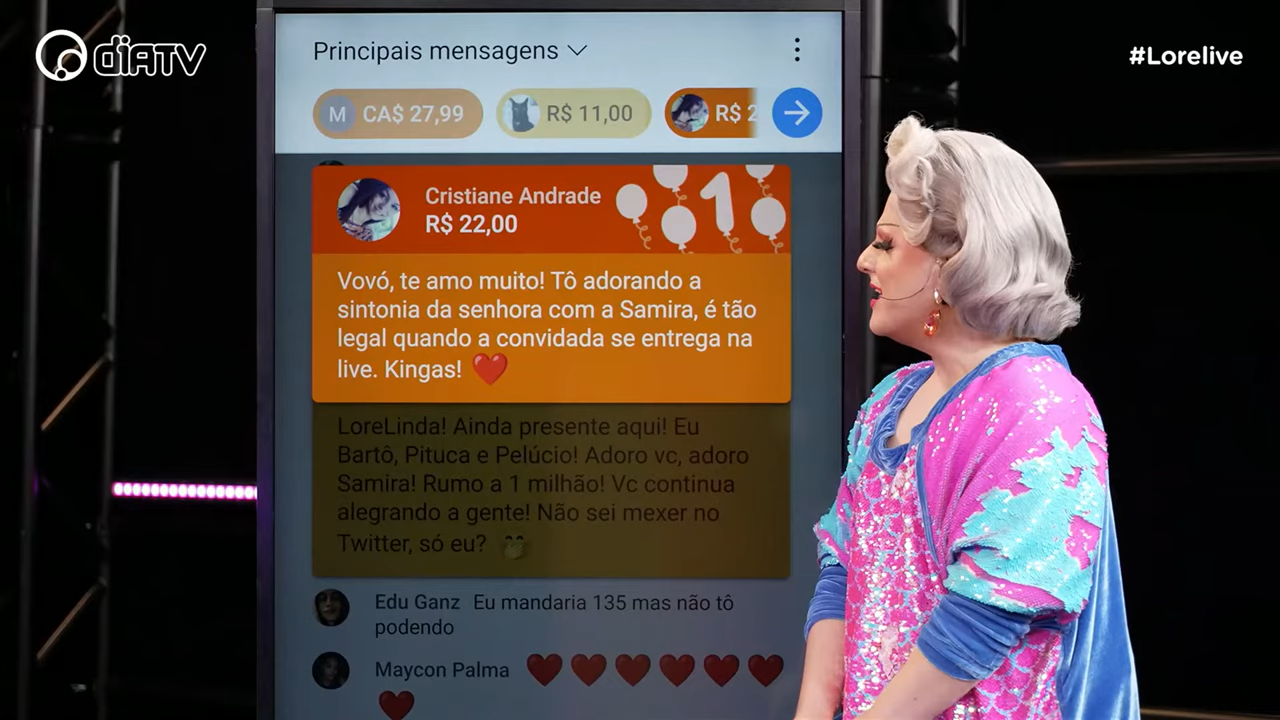 diATV
#Lorelive
Principais mensagens
M CA$ 27,99
R$ 11,00
R$ 2
Cristiane Andrade
R$ 22,00
1
Vovó, te amo muito! Tô adorando a
sintonia da senhora com a Samira, é tão
legal quando a convidada se entrega na
live. Kingas! ❤️
LoreLinda! Ainda presente aqui! Eu
Bartô, Pituca e Pelúcio! Adoro vc, adoro
Samira! Rumo a 1 milhão! Vc continua
alegrando a gente! Não sei mexer no
Twitter, só eu?
Edu Ganz Eu mandaria 135 mas não tô
podendo
Maycon Palma ❤️❤️❤️❤️❤️❤️
❤️